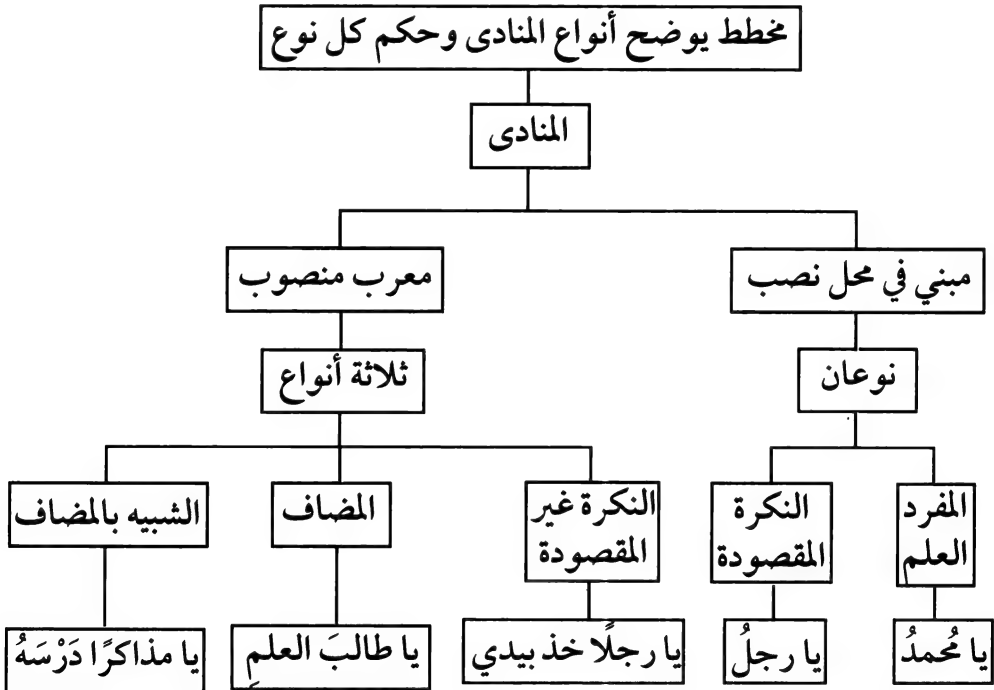 مخطط يوضح أنواع المنادى وحكم كل نوع
المنادى
مبني في محل نصب
معرب منصوب
نوعان
ثلاثة أنواع
المفرد
العلم
النكرة
المقصودة
النكرة غير
المقصودة
المضاف
الشبيه بالمضاف
يا مُحمدُ
يا رجلُ
يا رجلًا خذ بيدي
يا طالبَ العلمِ
يا مذاكرًا دَرْسَهُ